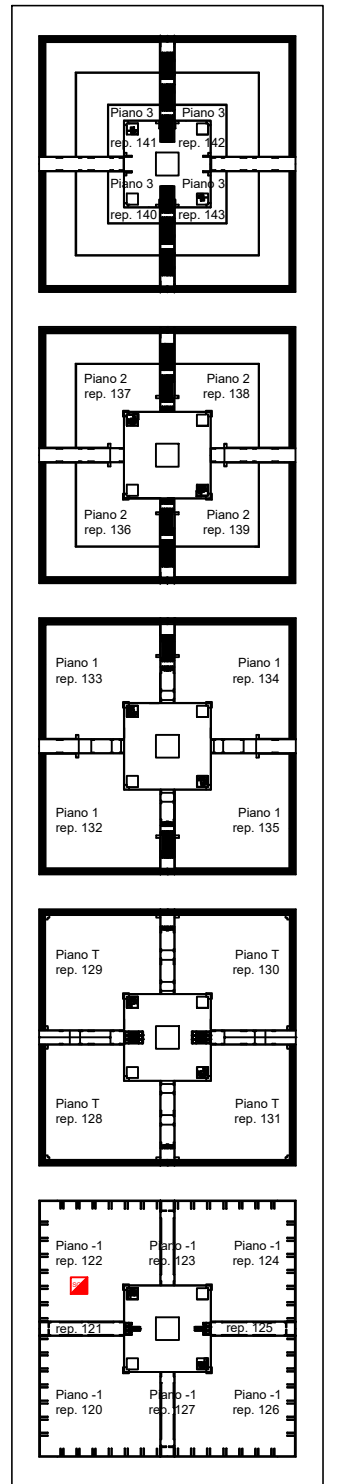 Piano 3
Piano 3
rep. 141
rep. 142
Piano 3
Piano 3
rep. 140
rep. 143
Piano 2
rep. 137
Piano 2
rep. 138
Piano 2
rep. 136
Piano 2
rep. 139
Piano 1
rep. 133
Piano 1
rep. 134
Piano 1
rep. 132
Piano 1
rep. 135
Piano T
rep. 129
Piano T
rep. 130
Piano T
rep. 128
Piano T
rep. 131
Piano -1
rep. 122
Piano -1
rep. 123
Piano -1
rep. 124
rep. 121
rep. 125
Piano -1
rep. 120
Piano -1
rep. 127
Piano -1
rep. 126